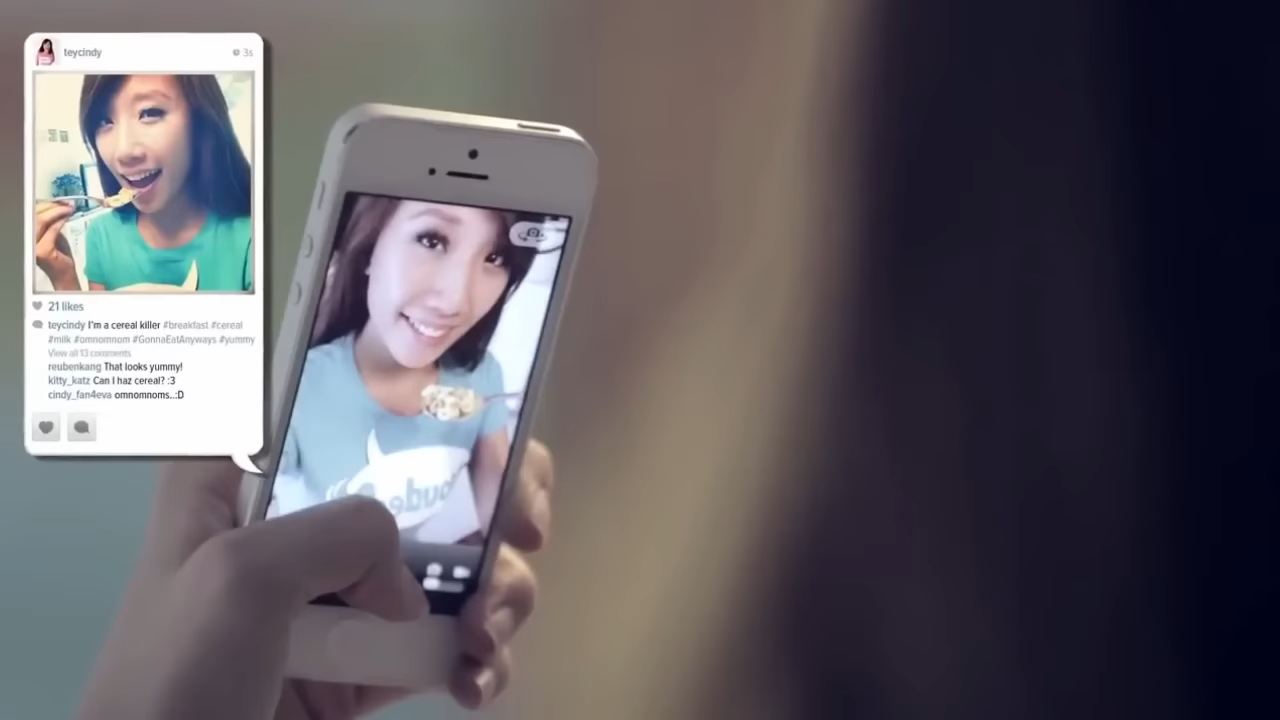 teycindy 3s
21 likes
teycindy I'm a cereal killer #breakfast #cereal
#milk #omnomnom #GonnaEatAnyways #yummy
View all 13 comments
reubenkang That looks yummy!
kitty_katz Can I haz cereal? :3
cindy_fan4eva omnomnoms..:D